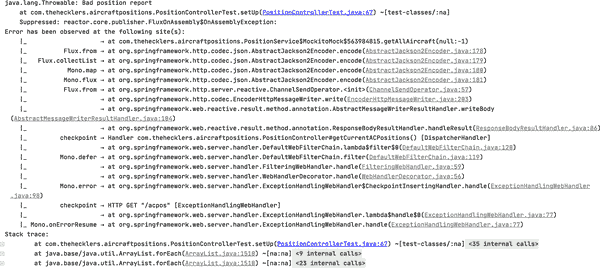 java.lang.Throwable: Bad position report
at com.thehecklers.aircraftpositions.PositionControllerTest.setUp(PositionControllerTest.java:67) ~[test-classes/:na]
Suppressed: reactor.core.publisher.FluxOnAssembly$OnAssemblyException:
Error has been observed at the following site(s):
|_ → at com.thehecklers.aircraftpositions.PositionService$MockitoMock$563984815.getAllAircraft(null:-1)
|_ Flux.from → at org.springframework.http.codec.json.AbstractJackson2Encoder.encode(AbstractJackson2Encoder.java:178)
|_ Flux.collectList → at org.springframework.http.codec.json.AbstractJackson2Encoder.encode(AbstractJackson2Encoder.java:179)
|_ Mono.map → at org.springframework.http.codec.json.AbstractJackson2Encoder.encode(AbstractJackson2Encoder.java:180)
|_ Mono.flux → at org.springframework.http.codec.json.AbstractJackson2Encoder.encode(AbstractJackson2Encoder.java:181)
|_ Flux.from → at org.springframework.http.server.reactive.ChannelSendOperator.<init>(ChannelSendOperator.java:57)
|_ → at org.springframework.http.codec.EncoderHttpMessageWriter.write(EncoderHttpMessageWriter.java:203)
|_ → at org.springframework.web.reactive.result.method.annotation.AbstractMessageWriterResultHandler.writeBody
(AbstractMessageWriterResultHandler.java:184)
|_ → at org.springframework.web.reactive.result.method.annotation.ResponseBodyResultHandler.handleResult(ResponseBodyResultHandler.java:86)
|_ checkpoint → Handler com.thehecklers.aircraftpositions.PositionController#getCurrentACPositions() [DispatcherHandler]
|_ → at org.springframework.web.server.handler.DefaultWebFilterChain.lambda$filter$0(DefaultWebFilterChain.java:120)
|_ Mono.defer → at org.springframework.web.server.handler.DefaultWebFilterChain.filter(DefaultWebFilterChain.java:119)
|_ → at org.springframework.web.server.handler.FilteringWebHandler.handle(FilteringWebHandler.java:59)
|_ → at org.springframework.web.server.handler.WebHandlerDecorator.handle(WebHandlerDecorator.java:56)
|_ Mono.error → at org.springframework.web.server.handler.ExceptionHandlingWebHandler$CheckpointInsertingHandler.handle(ExceptionHandlingWebHandler
.java:98)
|_ checkpoint → HTTP GET "/acpos" [ExceptionHandlingWebHandler]
|_ → at org.springframework.web.server.handler.ExceptionHandlingWebHandler.lambda$handle$0(ExceptionHandlingWebHandler.java:77)
|_ Mono.onErrorResume → at org.springframework.web.server.handler.ExceptionHandlingWebHandler.handle(ExceptionHandlingWebHandler.java:77)
Stack trace:
at com.thehecklers.aircraftpositions.PositionControllerTest.setUp(PositionControllerTest.java:67) ~[test-classes/:na] <35 internal calls>
at java.base/java.util.ArrayList.forEach(ArrayList.java:1510) ~[na:na] <9 internal calls>
at java.base/java.util.ArrayList.forEach(ArrayList.java:1510) ~[na:na] <23 internal calls>